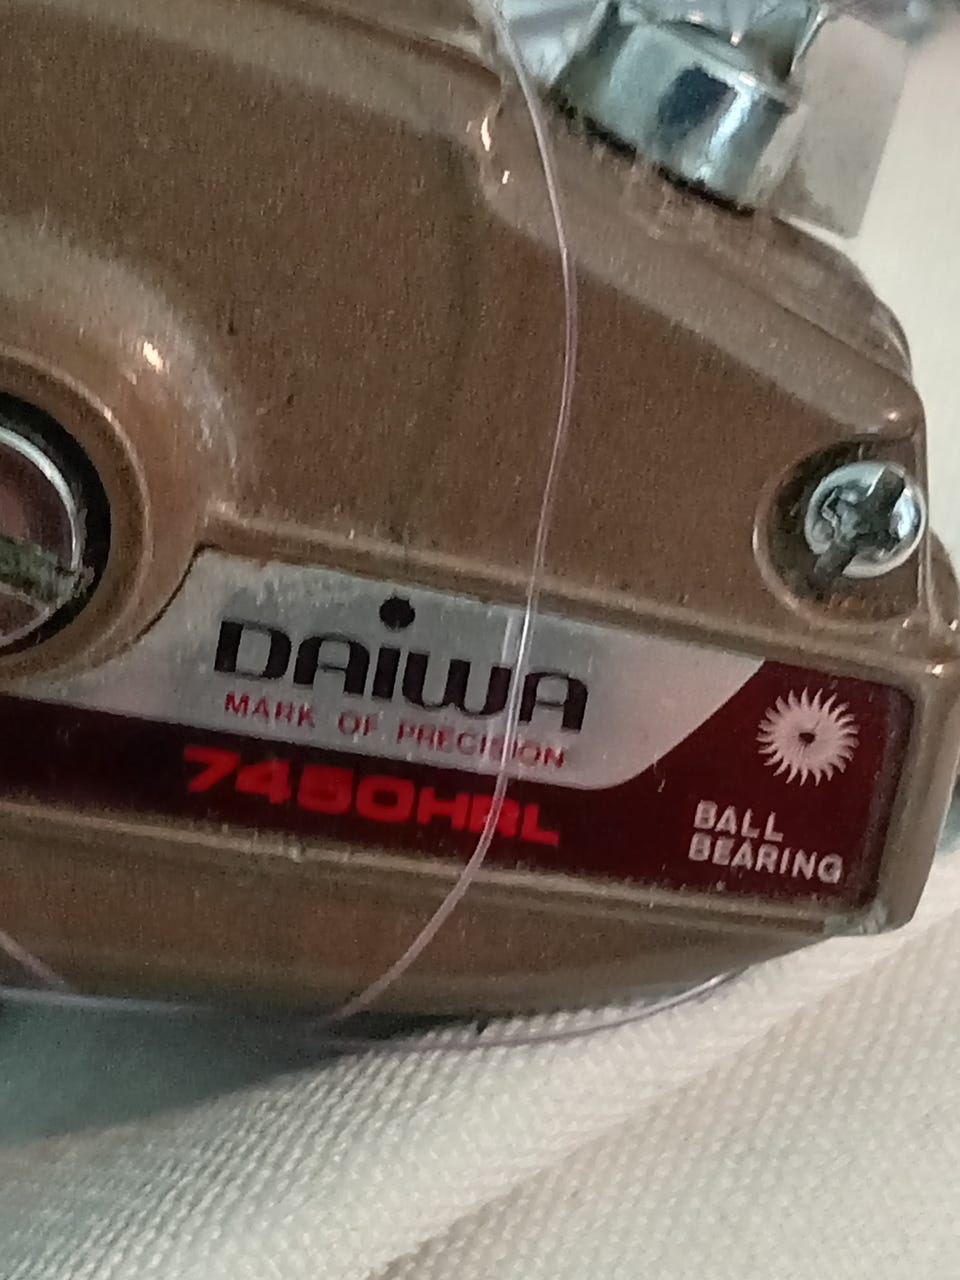 DAIWA
MARK OF PRECISION
7450HRL
BALL
BEARING